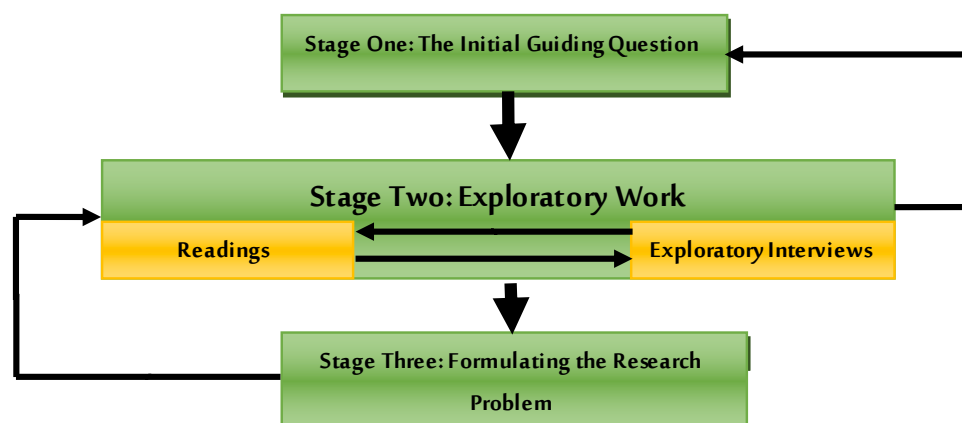 Stage One: The Initial Guiding Question
Stage Two: Exploratory Work
Readings
Exploratory Interviews
Stage Three: Formulating the Research
Problem